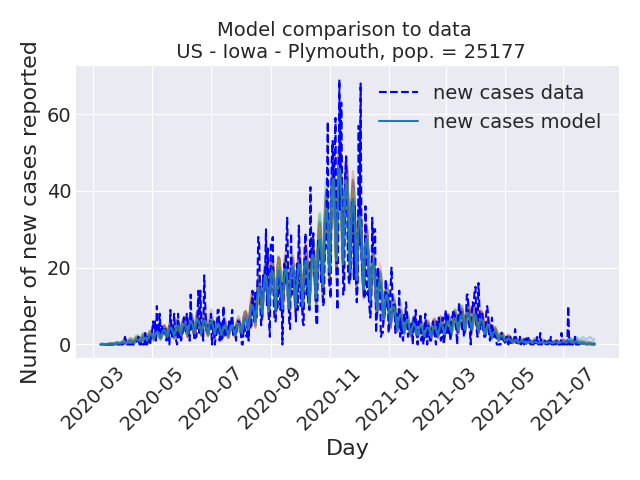 Model comparison to data
US - Iowa - Plymouth, pop. = 25177
Number of new cases reported
60
40
20
0
new cases data
new cases model
2020-03
2020-05
2020-07
2020-09
2020-11
2021-01
2021-03
2021-05
2021-07
Day